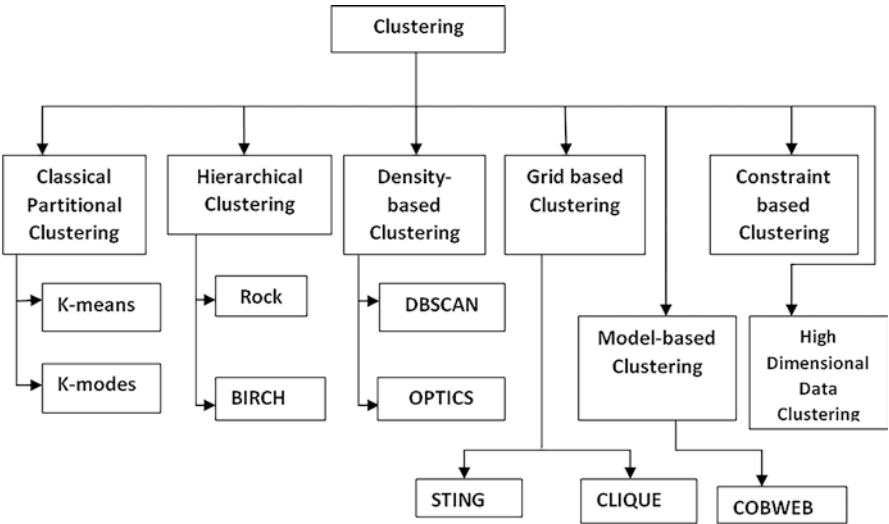 Clustering
Classical
Partitional
Clustering
Hierarchical
Clustering
Density-
based
Clustering
Grid based
Clustering
Constraint
based
Clustering
K-means
Rock
DBSCAN
Model-based
Clustering
High
Dimensional
Data
Clustering
K-modes
BIRCH
OPTICS
STING
CLIQUE
COBWEB